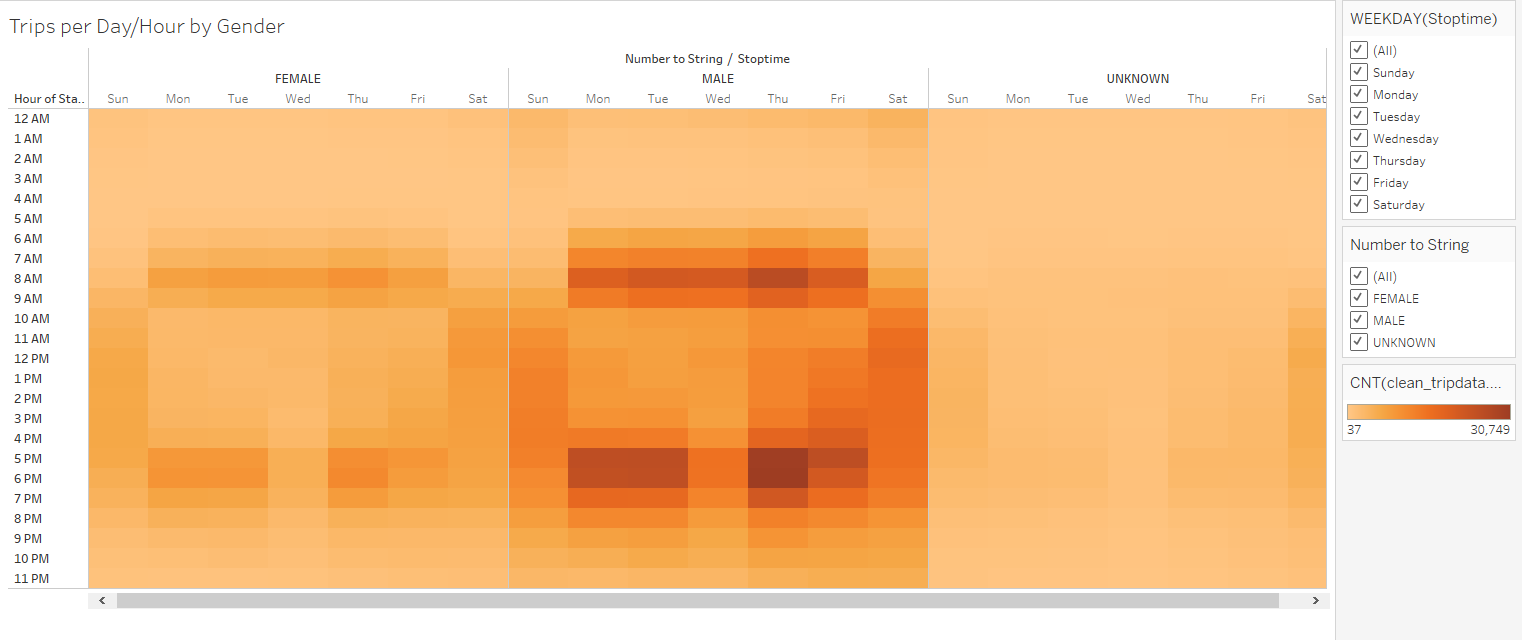 Trips per Day/Hour by Gender
Number to String / Stoptime
FEMALE MALE UNKNOWN
Hour of Sta.. Sun Mon Tue Wed Thu Fri Sat Sun Mon Tue Wed Thu Fri Sat Sun Mon Tue Wed Thu Fri Sat
12 AM
1 AM
2 AM
3 AM
4 AM
5 AM
6 AM
7 AM
8 AM
9 AM
10 AM
11 AM
12 PM
1 PM
2 PM
3 PM
4 PM
5 PM
6 PM
7 PM
8 PM
9 PM
10 PM
11 PM
WEEKDAY(Stoptime)
(All)
Sunday
Monday
Tuesday
Wednesday
Thursday
Friday
Saturday
Number to String
(All)
FEMALE
MALE
UNKNOWN
CNT(clean_tripdata....
37 30,749